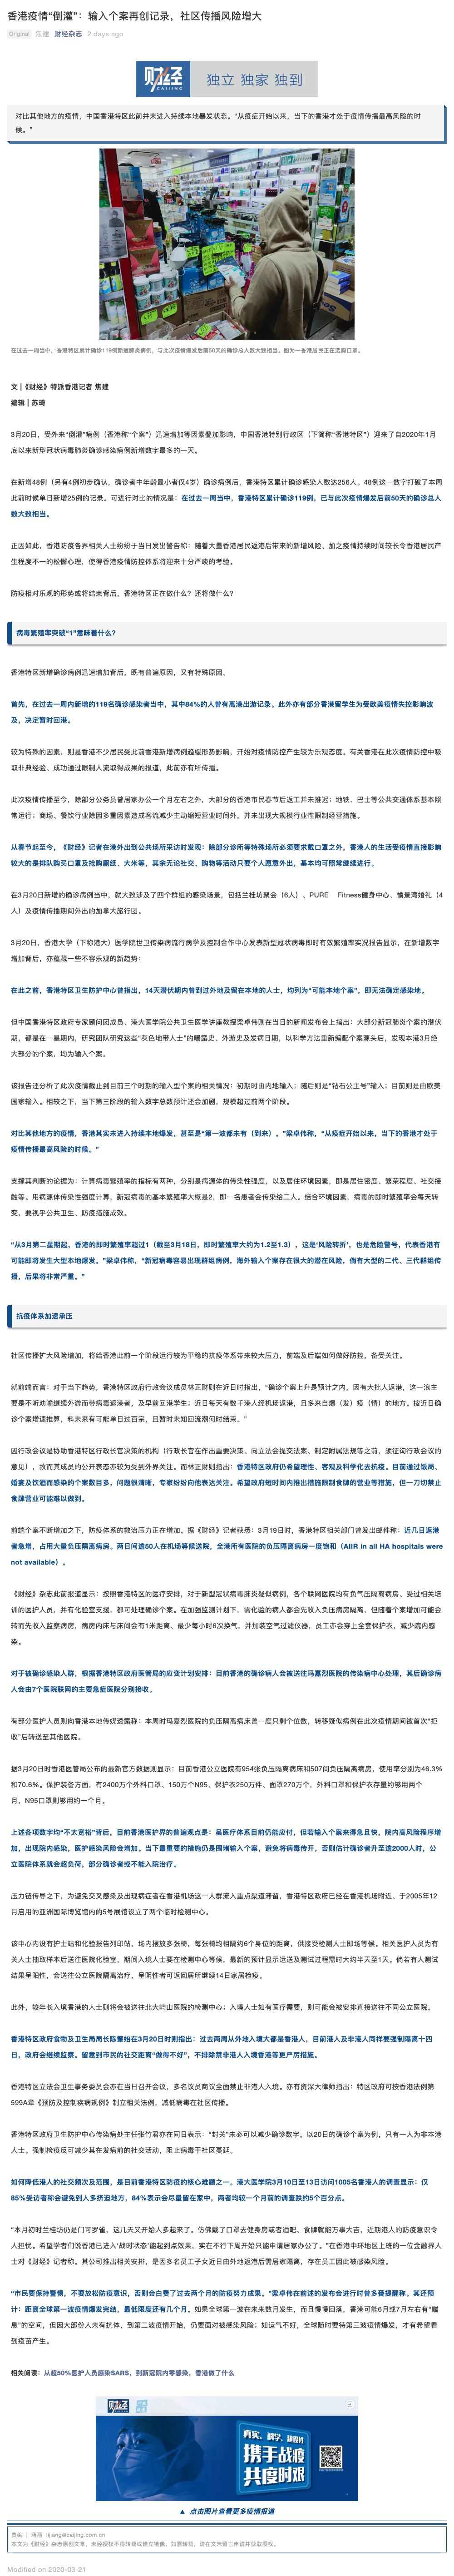 香港疫情“倒灌”：输入个案再创记录，社区传播风险增大
Original 焦建 财经杂志 2 days ago
财经
CAIJING
独立 独家 独到
对比其他地方的疫情，中国香港特区此前并未进入持续本地暴发状态。“从疫症开始以来，当下的香港才处于疫情传播最高风险的时
候。”
在过去一周当中，香港特区累计确诊119例新冠肺炎病例，与此次疫情爆发后前50天的确诊总人数大致相当。图为一香港居民正在选购口罩。
文 |《财经》特派香港记者 焦建
编辑 | 苏琦
3月20日，受外来“倒灌”病例（香港称“个案”）迅速增加等因素叠加影响，中国香港特别行政区（下简称“香港特区”）迎来了自2020年1月
底以来新型冠状病毒肺炎确诊感染病例新增数字最多的一天。
在新增48例（另有4例初步确认，确诊者中年龄最小者仅4岁）确诊病例后，香港特区累计确诊感染人数达256人。48例这一数字打破了本周
此前时候单日新增25例的记录。可进行对比的情况是：在过去一周当中，香港特区累计确诊119例，已与此次疫情爆发后前50天的确诊总人
数大致相当。
正因如此，香港防疫各界相关人士纷纷于当日发出警告称：随着大量香港居民返港后带来的新增风险、加之疫情持续时间较长令香港居民产
生程度不一的松懈心理，使得香港疫情防控体系将迎来十分严峻的考验。
防疫相对乐观的形势或将结束背后，香港特区正在做什么？还将做什么？
病毒繁殖率突破“1”意味着什么？
香港特区新增确诊病例迅速增加背后，既有普遍原因，又有特殊原因。
首先，在过去一周内新增的119名确诊感染者当中，其中84%的人曾有离港出游记录。此外亦有部分香港留学生为受欧美疫情失控影响波
及，决定暂时回港。
较为特殊的因素，则是香港不少居民受此前香港新增病例趋缓形势影响，开始对疫情防控产生较为乐观态度。有关香港在此次疫情防控中吸
取非典经验、成功通过限制人流取得成果的报道，此前亦有所传播。
此次疫情传播至今，除部分公务员曾居家办公一个月左右之外，大部分的香港市民春节后返工并未推迟；地铁、巴士等公共交通体系基本照
常运行；商场、餐饮行业除因多重因素造成客流减少主动缩短营业时间外，并未出现大规模行业性限制经营措施。
从春节起至今，《财经》记者在港外出到公共场所采访时发现：除部分诊所等特殊场所必须要求戴口罩之外，香港人的生活受疫情直接影响
较大的是排队购买口罩及抢购厕纸、大米等，其余无论社交、购物等活动只要个人愿意外出，基本均可照常继续进行。
在3月20日新增的确诊病例当中，就大致涉及了四个群组的感染场景，包括兰桂坊聚会（6人）、PURE Fitness健身中心、愉景湾婚礼（4
人）及疫情传播期间外出的加拿大旅行团。
3月20日，香港大学（下称港大）医学院世卫传染病流行病学及控制合作中心发表新型冠状病毒即时有效繁殖率实况报告显示，在新增数字
增加背后，亦蕴藏一些不容乐观的新趋势：
在此之前，香港特区卫生防护中心曾指出，14天潜伏期内曾到过外地及留在本地的人士，均列为“可能本地个案”，即无法确定感染地。
但中国香港特区政府专家顾问团成员、港大医学院公共卫生医学讲座教授梁卓伟则在当日的新闻发布会上指出：大部分新冠肺炎个案的潜伏
期，都是在一星期内，研究团队研究这些“灰色地带人士”的曝露史、外游史及发病日期，以科学方法重新编配个案源头后，发现本港3月绝
大部分的个案，均为输入个案。
该报告还分析了此次疫情截止到目前三个时期的输入型个案的相关情况：初期时由内地输入；随后则是“钻石公主号”输入；目前则是由欧美
国家输入。相较之下，当下第三阶段的输入数字总数预计还会加剧，规模超过前两个阶段。
对比其他地方的疫情，香港其实未进入持续本地爆发，甚至是“第一波都未有（到来）。”梁卓伟称，“从疫症开始以来，当下的香港才处于
疫情传播最高风险的时候。”
支撑其判断的论据为：计算病毒繁殖率的指标有两种，分别是病源体的传染性强度，以及居住环境因素，即是居住密度、繁荣程度、社交接
触等。用病源体传染性强度计算，新冠病毒的基本繁殖率大概是2，即一名患者会传染给二人。结合环境因素，病毒的即时繁殖率会每天转
变，要视乎公共卫生、防疫措施成效。
“从3月第二星期起，香港的即时繁殖率超过1（截至3月18日，即时繁殖率大约为1.2至1.3），这是‘风险转折’，也是危险警号，代表香港有
可能即将发生大型本地爆发。”梁卓伟称，“新冠病毒容易出现群组病例，海外输入个案存在很大的潜在风险，倘有大型的二代、三代群组传
播，后果将非常严重。”
抗疫体系加速承压
社区传播扩大风险增加，将给香港此前一个阶段运行较为平稳的抗疫体系带来较大压力，前端及后端如何做好防控，备受关注。
就前端而言：对于当下趋势，香港特区政府行政会议成员林正财则在近日时指出，“确诊个案上升是预计之内，因有大批人返港，这一浪主
要是不听劝喻继续外游而带病毒返港者，及早前回港学生；近日每天有数千港人经机场返港，且多来自爆（发）疫（情）的地方。按近日确
诊个案增速推算，料未来有可能单日过百宗，且暂时未知回流潮何时结束。”
因行政会议是协助香港特区行政长官决策的机构（行政长官在作出重要决策、向立法会提交法案、制定附属法规等之前，须征询行政会议的
意见），故而其成员的公开表态亦较为受到外界关注。而林正财则指出：香港特区政府仍希望理性、客观及科学化去抗疫。目前通过饭局、
婚宴及饮酒而感染的个案数目多，问题很清晰，专家纷纷向他表达关注。希望政府短时间内推出措施限制食肆的营业等措施，但一刀切禁止
食肆营业可能难以做到。
前端个案不断增加之下，防疫体系的救治压力正在增加。据《财经》记者获悉：3月19日时，香港特区相关部门曾发出邮件称：近几日返港
者急增，占用大量负压隔离病房。两日间逾50人在机场等候送院，全港所有医院的负压隔离病房一度饱和（AIIR in all HA hospitals were
not available）。
《财经》杂志此前报道显示：按照香港特区的医疗安排，对于新型冠状病毒肺炎疑似病例，各个联网医院均有负气压隔离病房、受过相关培
训的医护人员，并有化验室支援，都可处理确诊个案。在加强监测计划下，需化验的病人都会先收入负压病房隔离，但随着个案增加可能会
转而先收入监察病房，病房内床与床间会有1米距离、最少每小时6次换气，并加装空气过滤仪器，员工亦会穿上全套保护衣，减少院内感
染。
对于被确诊感染人群，根据香港特区政府医管局的应变计划安排：目前香港的确诊病人会被送往玛嘉烈医院的传染病中心处理，其后确诊病
人会由7个医院联网的主要急症医院分别接收。
有部分医护人员则向香港本地传媒透露称：本周时玛嘉烈医院的负压隔离病床曾一度只剩个位数，转移疑似病例在此次疫情期间被首次“拒
收”后转送至其他医院。
据3月20日时香港医管局公布的最新官方数据则显示：目前香港公立医院有954张负压隔离病床和507间负压隔离病房，使用率分别为46.3%
和70.6%。保护装备方面，有2400万个外科口罩、150万个N95、保护衣250万件、面罩270万个，外科口罩和保护衣存量约够用两个
月，N95口罩则够用约一个月。
上述各项数字均“不太宽裕”背后，目前香港医护界的普遍观点是：虽医疗体系目前仍能应付，但若输入个案来得急且快，院内高风险程序增
加，出现院内感染，医护感染风险会增加。当下最重要的措施仍是围堵输入个案，避免将病毒传开，否则估计确诊者升至逾2000人时，公
立医院体系就会超负荷，部分确诊者或不能入院治疗。
压力链传导之下，为避免交叉感染及出现病症者在香港机场这一人群流入重点渠道滞留，香港特区政府已经在香港机场附近、于2005年12
月启用的亚洲国际博览馆内的5号展馆设立了两个临时检测中心。
该中心内设有护士站和化验报告列印站，场内摆放多张椅，每张椅均相隔约6个身位的距离，供接受检测人士即场等候。相关医护人员为有
关人士抽取样本后送往医院化验室，期间入境人士要在检测中心等候，最新的预计显示运送及测试过程需时大约半天至1天。倘若有人测试
结果呈阳性，会送往公立医院隔离治疗，呈阴性者可返回居所继续14日家居检疫。
此外，较年长入境香港的人士则将会被送往北大屿山医院的检测中心；入境人士如有医疗需要，则可能会被安排直接送往不同公立医院。
香港特区政府食物及卫生局局长陈肇始在3月20日时则指出：过去两周从外地入境大都是香港人，目前港人及非港人同样要强制隔离十四
日，政府会继续监察。留意到市民的社交距离“做得不好”，不排除禁非港人入境香港等更严厉措施。
香港特区立法会卫生事务委员会亦在当日召开会议，多名议员商议全面禁止非港人入境。亦有资深大律师指出：特区政府可按香港法例第
599A章《预防及控制疾病规例》制立相关法例，减低病毒在社区传播。
香港特区政府卫生防护中心传染病处主任张竹君亦在同日表示：“封关”未必可以减少确诊数字。以20日的确诊个案为例，只有一人为非本港
人士。强制检疫反可减少其在发病前的社交活动，阻止病毒于社区蔓延。
如何降低港人的社交频次及范围，是目前香港特区防疫的核心难题之一。港大医学院3月10日至13日访问1005名香港人的调查显示：仅
85%受访者称会避免到人多挤迫地方，84%表示会尽量留在家中，两者均较一个月前的调查跌约5个百分点。
“本月初时兰桂坊仍是门可罗雀，这几天又开始人多起来了。仿佛戴了口罩去健身房或者酒吧、食肆就能万事大吉，近期港人的防疫意识令
人担忧。希望学者们说香港已进入‘战时状态’能起到点效果，实在不行下周开始只能申请居家办公了。”在香港中环地区上班的一位金融界人
士对《财经》记者称。其公司推出相关安排，是因多名员工子女近日由外地返港后需居家隔离，存在员工因此被感染风险。
“市民要保持警惕，不要放松防疫意识，否则会白费了过去两个月的防疫努力成果。”梁卓伟在前述的发布会进行时曾多番提醒称。其还预
计：距离全球第一波疫情爆发完结，最低限度还有几个月。如果全球第一波在未来数月发生，而且慢慢回落，香港可能6月或7月左右有“喘
息”的空间，但因大部份人未有抗体，到第二波疫情开始，仍要面对被感染风险；如运气不好，全球随时要待第三波疫情爆发，才有希望看
到疫苗产生。
相关阅读：从超50%医护人员感染SARS，到新冠院内零感染，香港做了什么
财经
CAIJING
真实、科学、建设性
携手战疫
共度时艰
▲ 点击图片查看更多疫情报道
责编 | 蒋丽 lijiang@caijing.com.cn
本文为《财经》杂志原创文章，未经授权不得转载或建立镜像。如需转载，请在文末留言申请并获取授权。
Modified on 2020-03-21